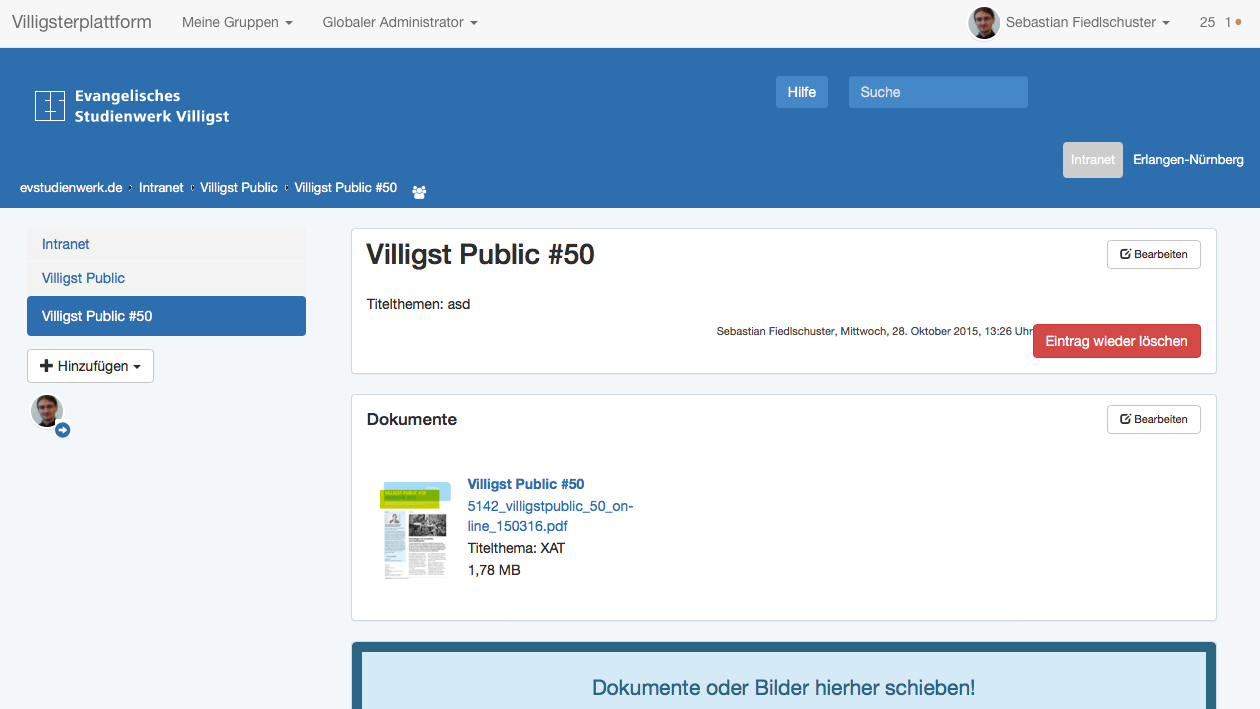 Villigsterplattform Meine Gruppen Globaler Administrator Sebastian Fiedlschuster 25 1
Evangelisches
Studienwerk Villigst
Hilfe Suche
Intranet Erlangen-Nürnberg
evstudienwerk.de Intranet Villigst Public Villigst Public #50
Intranet
Villigst Public
Villigst Public #50
Hinzufügen
Villigst Public #50
Bearbeiten
Titelthemen: asd
Sebastian Fiedlschuster, Mittwoch, 28. Oktober 2015, 13:26 Uhr
Eintrag wieder löschen
Dokumente
Bearbeiten
Villigst Public #50
5142_villigstpublic_50_on-
line_150316.pdf
Titelthema: XAT
1,78 MB
Dokumente oder Bilder hierher schieben!